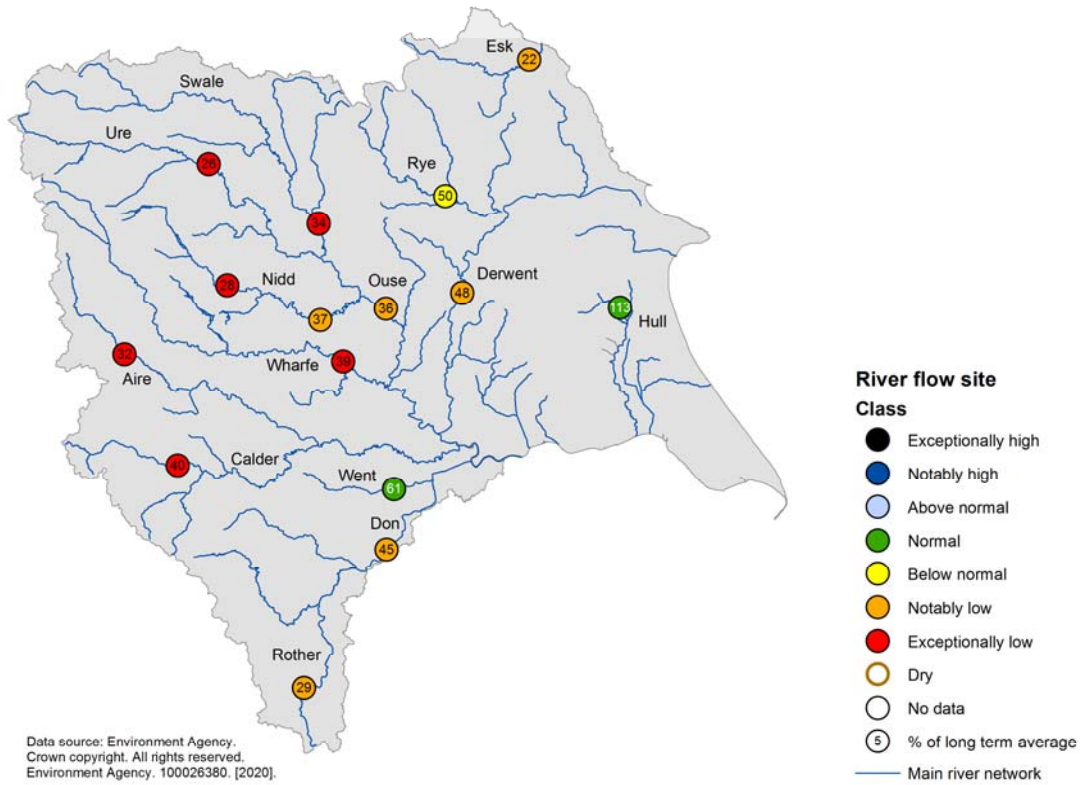 Esk
22
Swale
Ure
26
Rye
50
34
Nidd
28
Ouse
36
37
Derwent
48
113
Hull
32
Aire
Wharfe
39
Calder
40
Went
61
Don
45
Rother
29
River flow site
Class
Exceptionally high
Notably high
Above normal
Normal
Below normal
Notably low
Exceptionally low
Dry
No data
5 % of long term average
Main river network
Data source: Environment Agency.
Crown copyright. All rights reserved.
Environment Agency. 100026380. [2020].